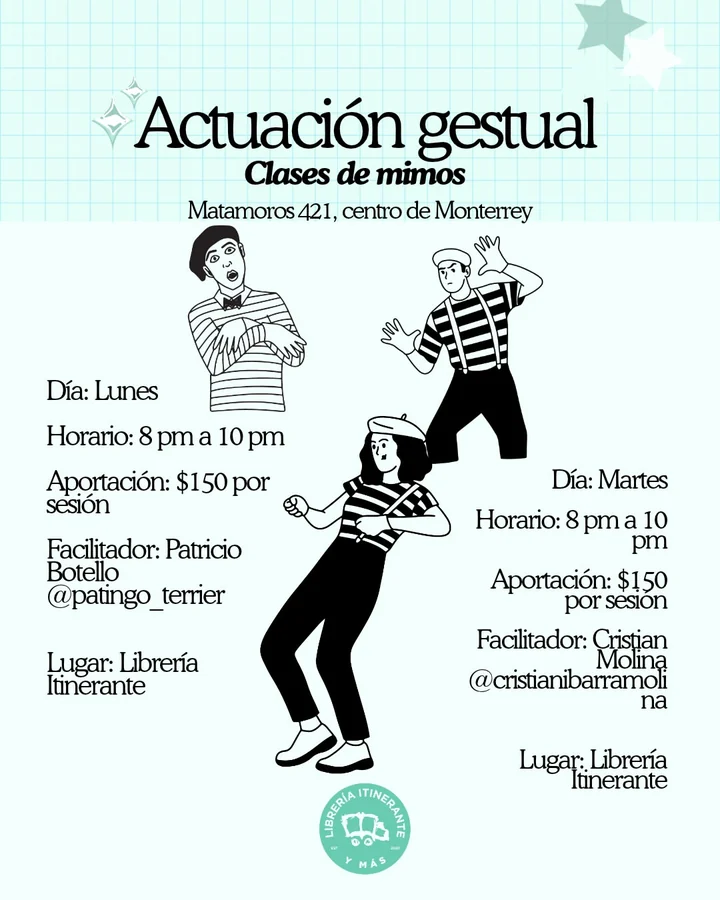 Actuación gestual
Clases de mimos
Matamoros 421, centro de Monterrey
Día: Lunes
Horario: 8 pm a 10 pm
Aportación: $150 por
sesión
Facilitador: Patricio
Botello
@patingo_terrier
Lugar: Librería
Itinerante
Día: Martes
Horario: 8 pm a 10
pm
Aportación: $150
por sesión
Facilitador: Cristian
Molina
@cristianibarramoli
na
Lugar: Librería
Itinerante
LIBRERÍA ITINERANTE
Y MÁS